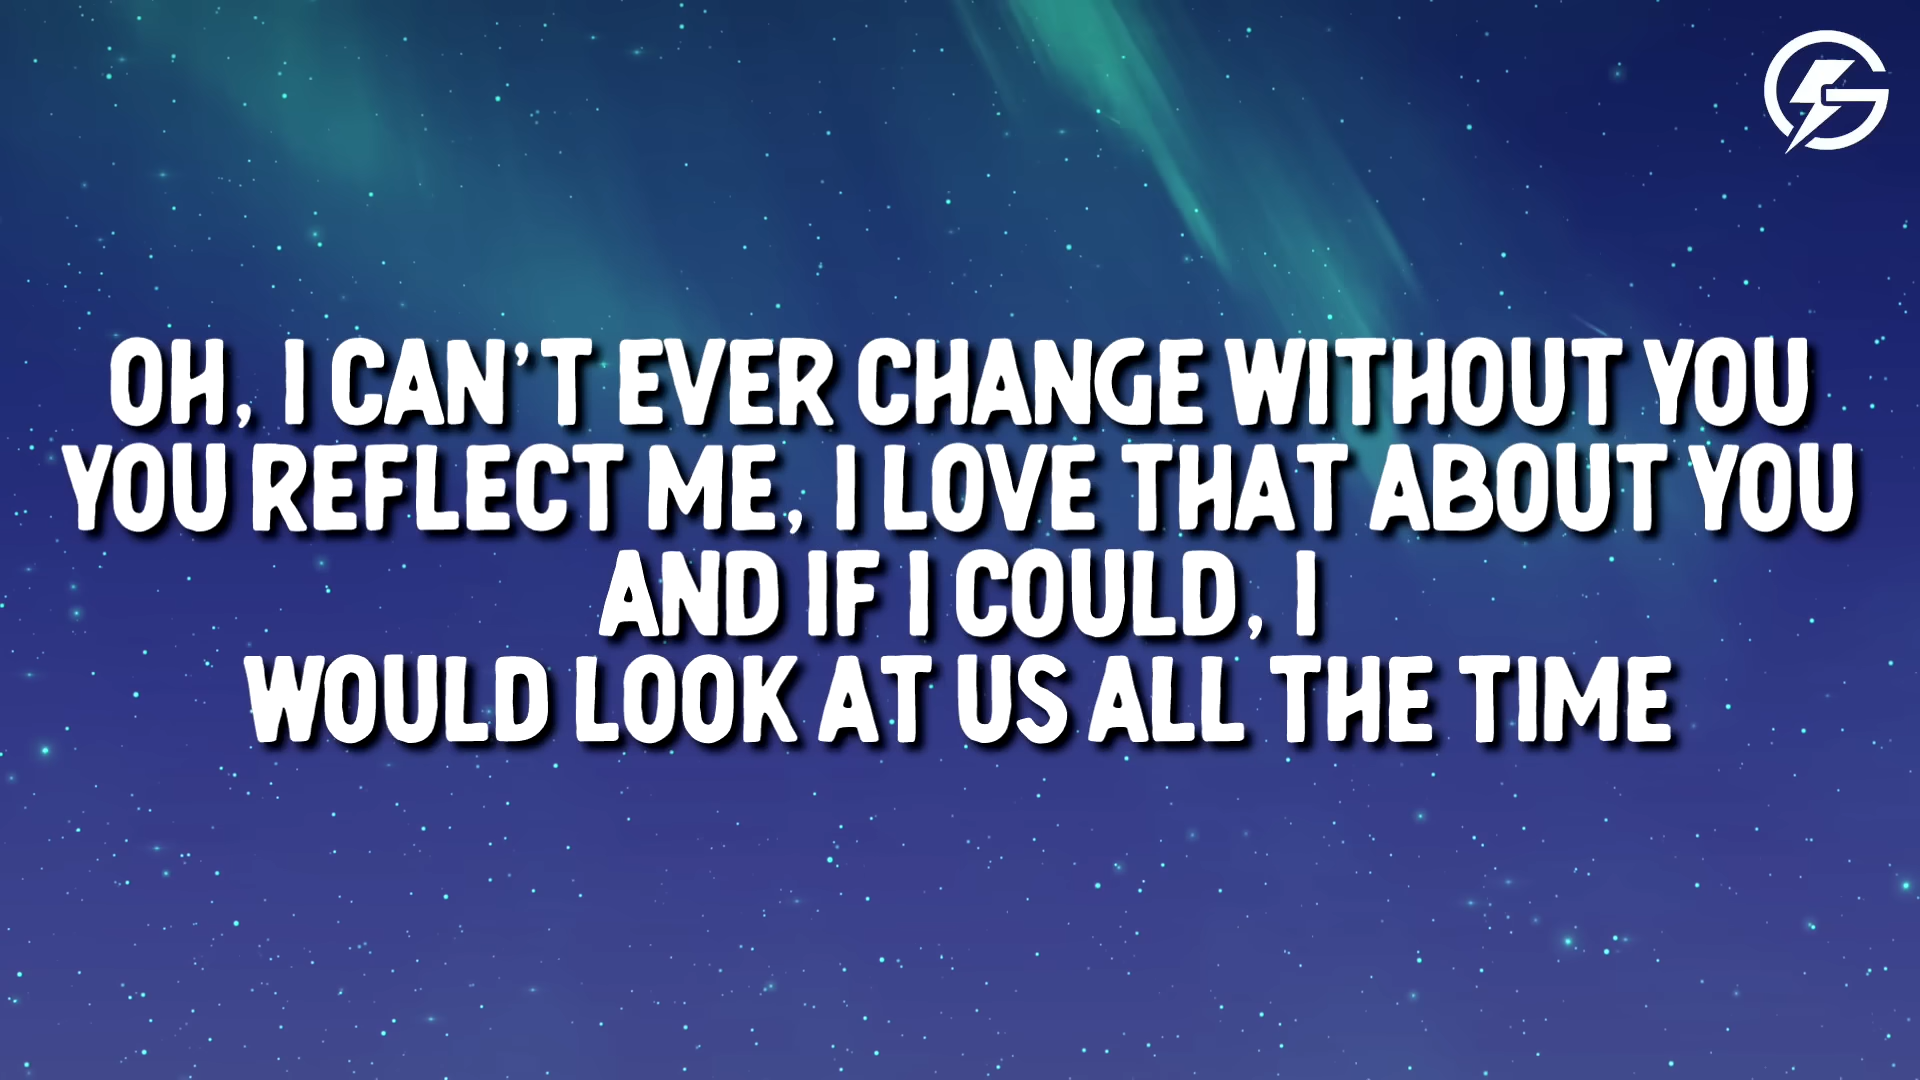 OH, I CAN'T EVER CHANGE WITHOUT YOU
YOU REFLECT ME, I LOVE THAT ABOUT YOU
AND IF I COULD, I
WOULD LOOK AT US ALL THE TIME